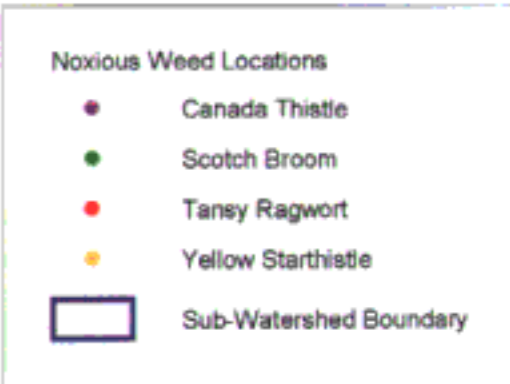 Noxious Weed Locations
Canada Thistle
Scotch Broom
Tansy Ragwort
Yellow Starthistle
Sub-Watershed Boundary